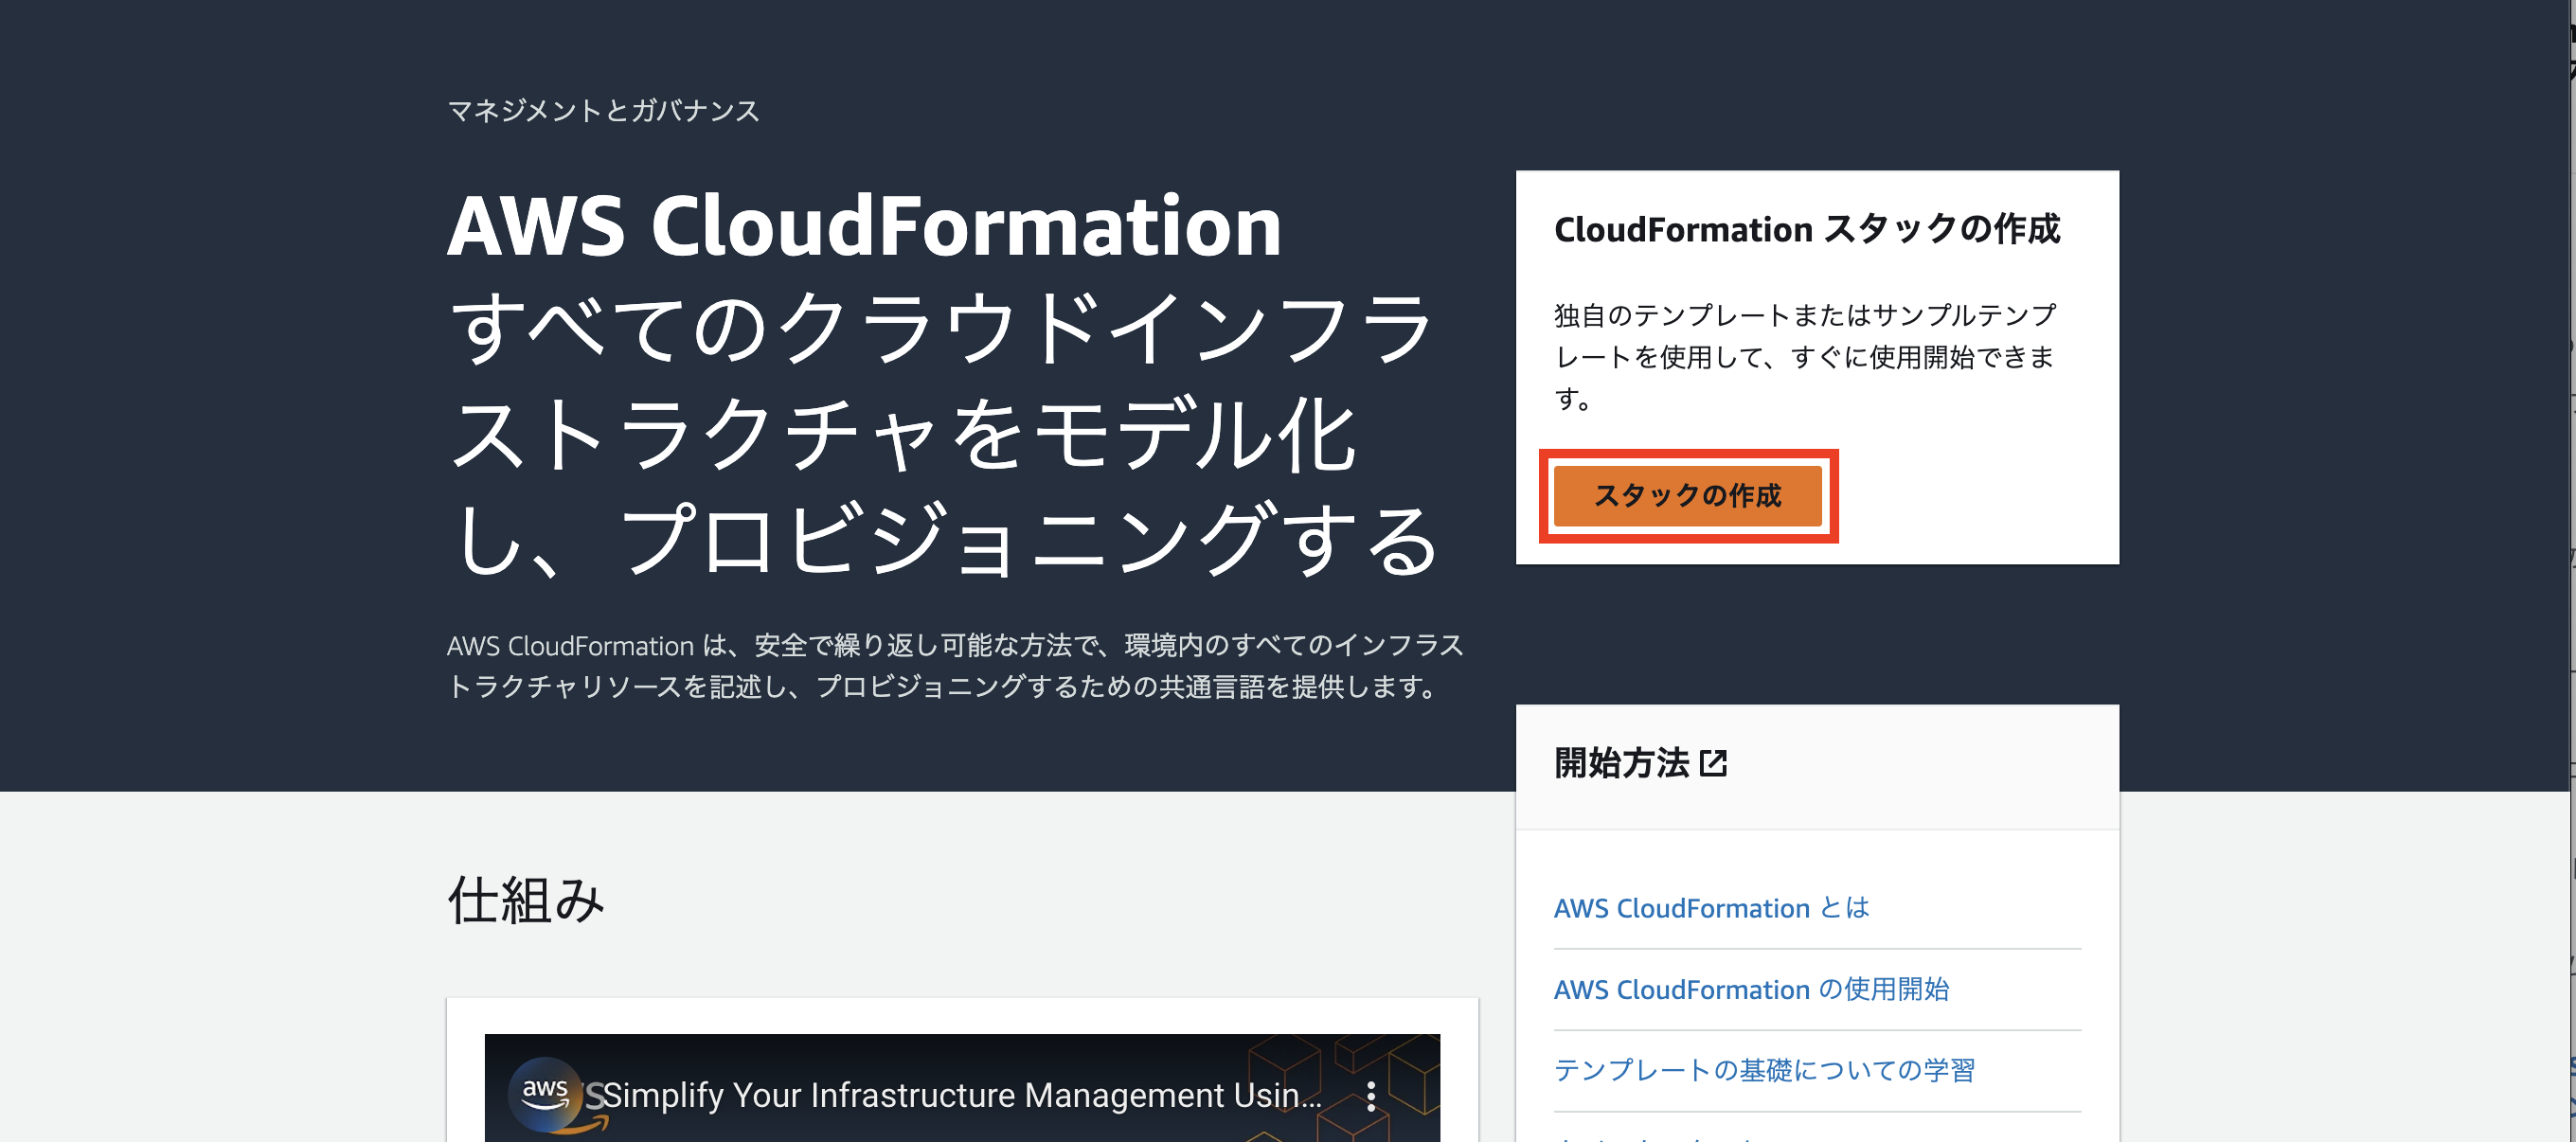 マネジメントとガバナンス
AWS CloudFormation
すべてのクラウドインフラ
ストラクチャをモデル化
し、プロビジョニングする
AWS CloudFormation は、安全で繰り返し可能な方法で、環境内のすべてのインフラス
トラクチャリソースを記述し、プロビジョニングするための共通言語を提供します。
CloudFormation スタックの作成
独自のテンプレートまたはサンプルテンプ
レートを使用して、すぐに使用開始できま
す。
スタックの作成
開始方法
AWS CloudFormation とは
AWS CloudFormation の使用開始
テンプレートの基礎についての学習
仕組み
aws
Simplify Your Infrastructure Management Usin...